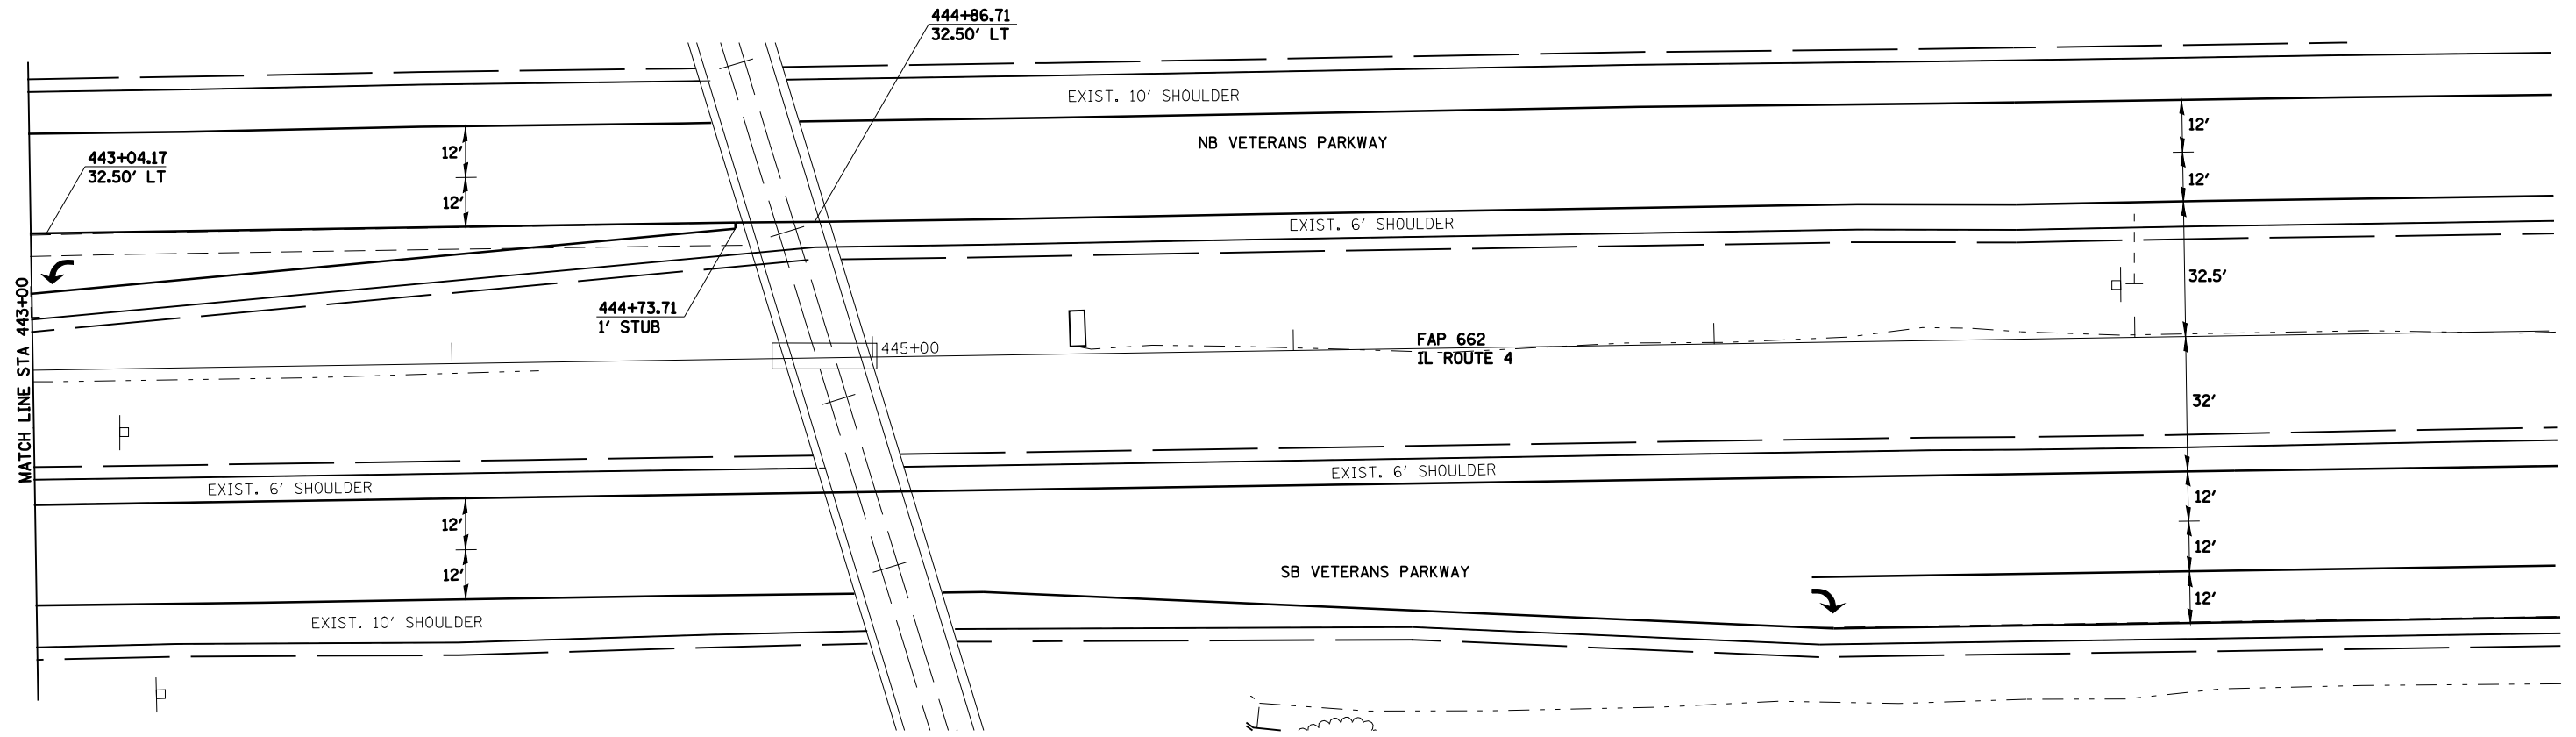 444+86.71
32.50' LT
EXIST. 10' SHOULDER
NB VETERANS PARKWAY
12'
12'
443+04.17
32.50' LT
12'
12'
EXIST. 6' SHOULDER
32.5'
444+73.71
1' STUB
MATCH LINE STA 443+00
445+00
FAP 662
IL ROUTE 4
32'
EXIST. 6' SHOULDER
EXIST. 6' SHOULDER
12'
12'
12'
12'
SB VETERANS PARKWAY
12'
EXIST. 10' SHOULDER